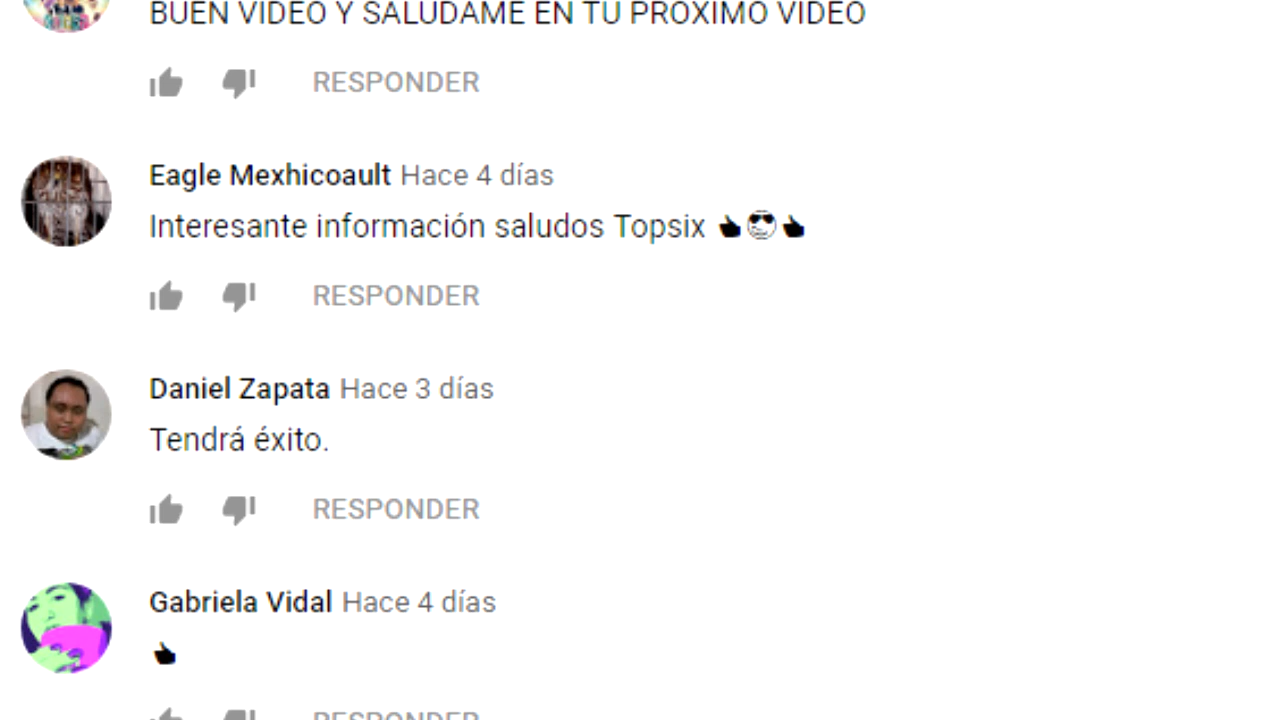 BUEN VIDEO Y SALUDAME EN TU PROXIMO VIDEO
RESPONDER
Eagle Mexhicoault Hace 4 días
Interesante información saludos Topsix 👍😎👍
RESPONDER
Daniel Zapata Hace 3 días
Tendrá éxito.
RESPONDER
Gabriela Vidal Hace 4 días
👍
RESPONDER